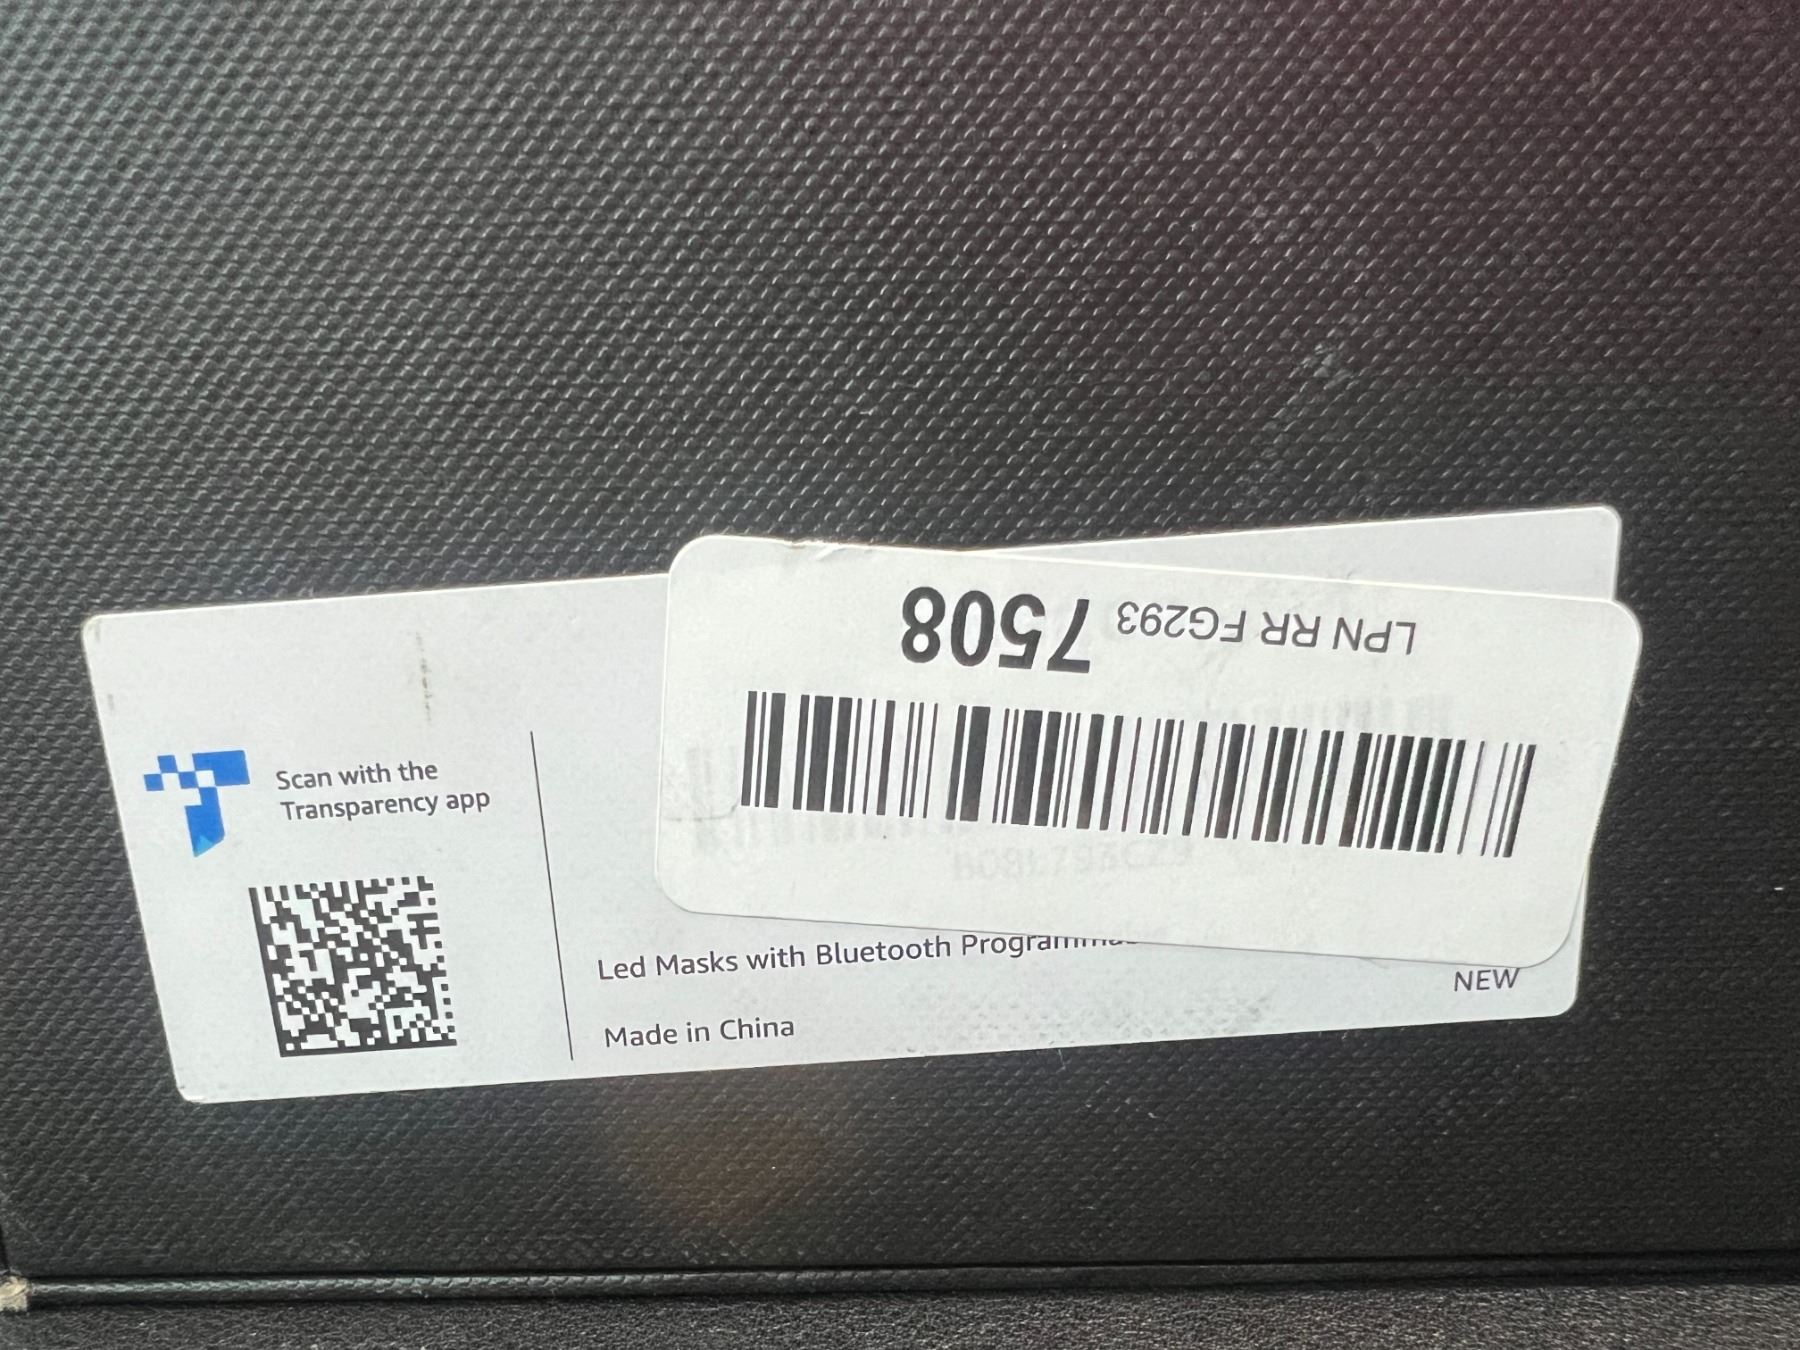 LPN RR FG293 7508
Scan with the
Transparency app
Led Masks with Bluetooth
NEW
Made in China